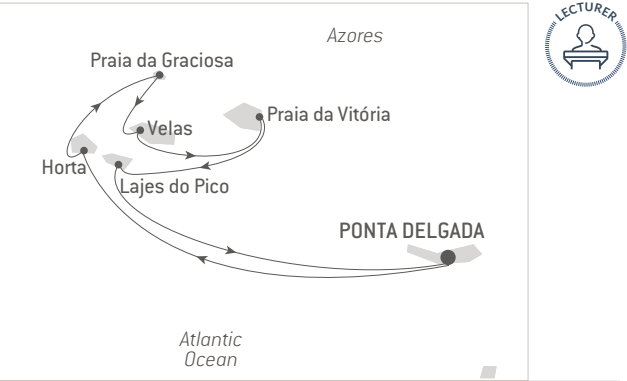 LECTURER
Azores
Praia da Graciosa
Praia da Vitória
Velas
Horta
Lajes do Pico
PONTA DELGADA
Atlantic
Ocean